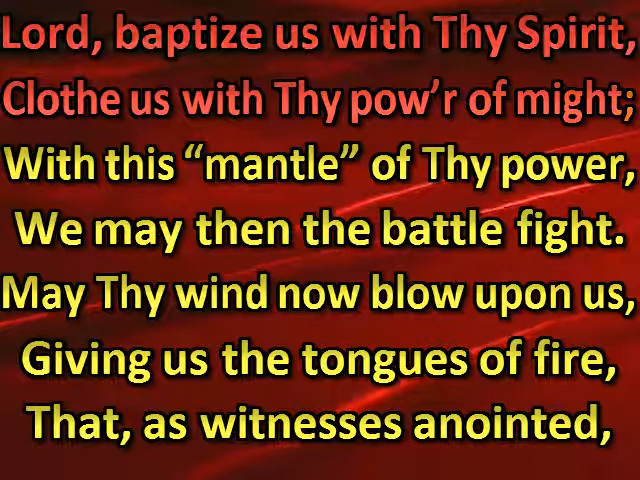 Lord, baptize us with Thy Spirit,
Clothe us with Thy pow’r of might;
With this “mantle” of Thy power,
We may then the battle fight.
May Thy wind now blow upon us,
Giving us the tongues of fire,
That, as witnesses anointed,